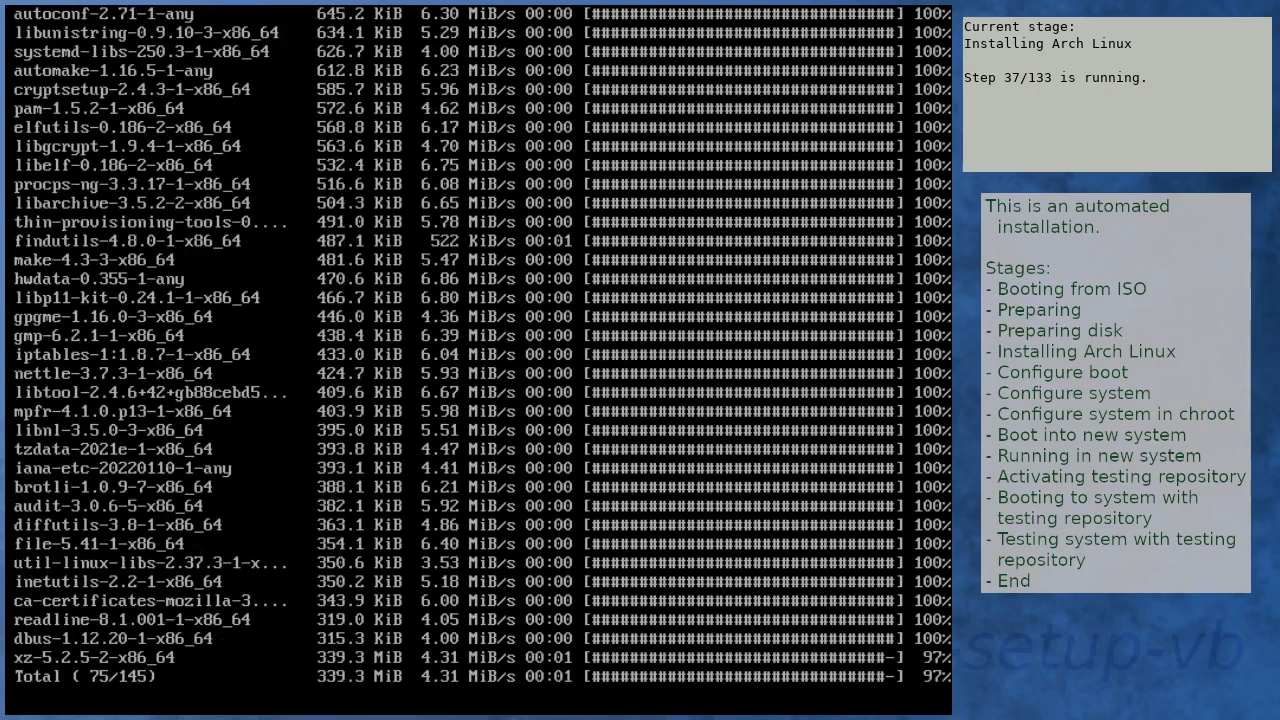 autoconf-2.71-1-any 645.2 KiB 6.30 MiB/s 00:00 [################################] 100%
libunistring-0.9.10-3-x86_64 634.1 KiB 5.29 MiB/s 00:00 [################################] 100%
systemd-libs-250.3-1-x86_64 626.7 KiB 4.00 MiB/s 00:00 [################################] 100%
automake-1.16.5-1-any 612.8 KiB 6.23 MiB/s 00:00 [################################] 100%
cryptsetup-2.4.3-1-x86_64 585.7 KiB 5.96 MiB/s 00:00 [################################] 100%
pam-1.5.2-1-x86_64 572.6 KiB 4.62 MiB/s 00:00 [################################] 100%
elfutils-0.186-2-x86_64 568.8 KiB 6.17 MiB/s 00:00 [################################] 100%
libgcrypt-1.9.4-1-x86_64 563.6 KiB 4.70 MiB/s 00:00 [################################] 100%
libelf-0.186-2-x86_64 532.4 KiB 6.75 MiB/s 00:00 [################################] 100%
procps-ng-3.3.17-1-x86_64 516.6 KiB 6.08 MiB/s 00:00 [################################] 100%
libarchive-3.5.2-2-x86_64 504.3 KiB 6.65 MiB/s 00:00 [################################] 100%
thin-provisioning-tools-0.... 491.0 KiB 5.78 MiB/s 00:00 [################################] 100%
findutils-4.8.0-1-x86_64 487.1 KiB 522 KiB/s 00:01 [################################] 100%
make-4.3-3-x86_64 481.6 KiB 5.47 MiB/s 00:00 [################################] 100%
hwdata-0.355-1-any 470.6 KiB 6.86 MiB/s 00:00 [################################] 100%
libp11-kit-0.24.1-1-x86_64 466.7 KiB 6.80 MiB/s 00:00 [################################] 100%
gpgme-1.16.0-3-x86_64 446.0 KiB 4.36 MiB/s 00:00 [################################] 100%
gmp-6.2.1-1-x86_64 438.4 KiB 6.39 MiB/s 00:00 [################################] 100%
iptables-1:1.8.7-1-x86_64 433.0 KiB 6.04 MiB/s 00:00 [################################] 100%
nettle-3.7.3-1-x86_64 424.7 KiB 5.93 MiB/s 00:00 [################################] 100%
libtool-2.4.6+42+gb88cebd5... 409.6 KiB 6.67 MiB/s 00:00 [################################] 100%
mpfr-4.1.0.p13-1-x86_64 403.9 KiB 5.98 MiB/s 00:00 [################################] 100%
libnl-3.5.0-3-x86_64 395.0 KiB 5.51 MiB/s 00:00 [################################] 100%
tzdata-2021e-1-x86_64 393.8 KiB 4.47 MiB/s 00:00 [################################] 100%
iana-etc-20220110-1-any 393.1 KiB 4.41 MiB/s 00:00 [################################] 100%
brotli-1.0.9-7-x86_64 388.1 KiB 6.21 MiB/s 00:00 [################################] 100%
audit-3.0.6-5-x86_64 382.1 KiB 5.92 MiB/s 00:00 [################################] 100%
diffutils-3.8-1-x86_64 363.1 KiB 4.86 MiB/s 00:00 [################################] 100%
file-5.41-1-x86_64 354.1 KiB 6.40 MiB/s 00:00 [################################] 100%
util-linux-libs-2.37.3-1-x... 350.6 KiB 3.53 MiB/s 00:00 [################################] 100%
inetutils-2.2-1-x86_64 350.2 KiB 5.18 MiB/s 00:00 [################################] 100%
ca-certificates-mozilla-3.... 343.9 KiB 6.00 MiB/s 00:00 [################################] 100%
readline-8.1.001-1-x86_64 319.0 KiB 4.05 MiB/s 00:00 [################################] 100%
dbus-1.12.20-1-x86_64 315.3 KiB 4.00 MiB/s 00:00 [################################] 100%
xz-5.2.5-2-x86_64 339.3 MiB 4.31 MiB/s 00:01 [###############################-] 97%
Total ( 75/145) 339.3 MiB 4.31 MiB/s 00:01 [###############################-] 97%
Current stage:
Installing Arch Linux
Step 37/133 is running.
This is an automated
installation.
Stages:
- Booting from ISO
- Preparing
- Preparing disk
- Installing Arch Linux
- Configure boot
- Configure system
- Configure system in chroot
- Boot into new system
- Running in new system
- Activating testing repository
- Booting to system with
testing repository
- Testing system with testing
repository
- End
setup-vb